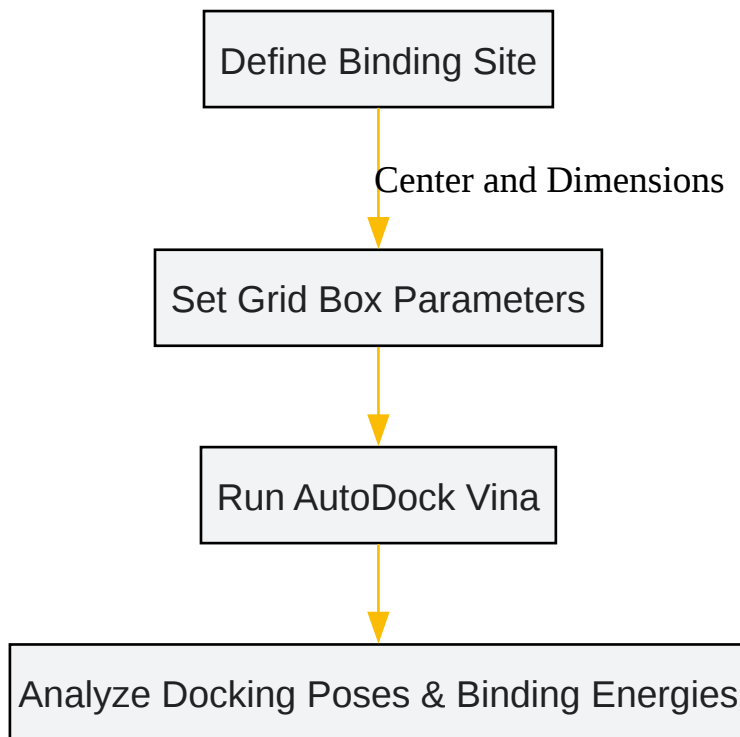 Define Binding Site
Center and Dimensions
Set Grid Box Parameters
Run AutoDock Vina
Analyze Docking Poses & Binding Energies